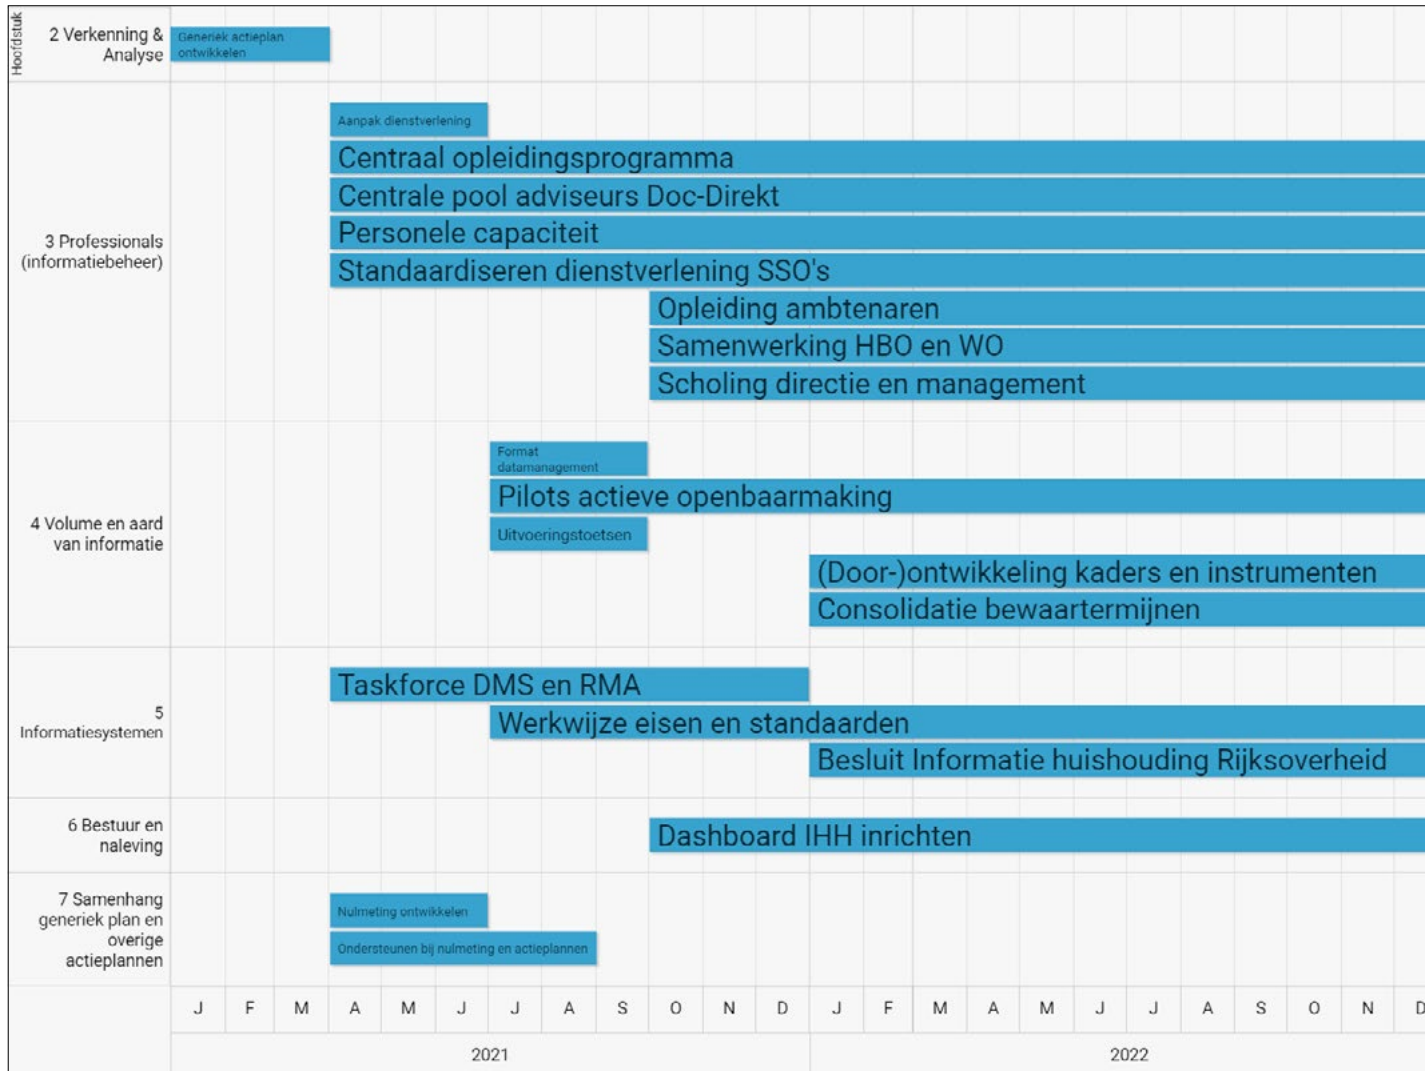 Hoofdstuk
2 Verkenning &
Analyse
Generiek actieplan
ontwikkelen
3 Professionals
(informatiebeheer)
Aanpak dienstverlening
Centraal opleidingsprogramma
Centrale pool adviseurs Doc-Direkt
Personele capaciteit
Standaardiseren dienstverlening SSO's
Opleiding ambtenaren
Samenwerking HBO en WO
Scholing directie en management
4 Volume en aard
van informatie
Format
datamanagement
Pilots actieve openbaarmaking
Uitvoeringstoetsen
(Door-)ontwikkeling kaders en instrumenten
Consolidatie bewaartermijnen
5
Informatiesystemen
Taskforce DMS en RMA
Werkwijze eisen en standaarden
Besluit Informatie huishouding Rijksoverheid
6 Bestuur en
naleving
Dashboard IHH inrichten
7 Samenhang
generiek plan en
overige
actieplannen
Nulmeting ontwikkelen
Ondersteunen bij nulmeting en actieplannen
J F M A M J J A S O N D J F M A M J J A S O N D
2021 2022